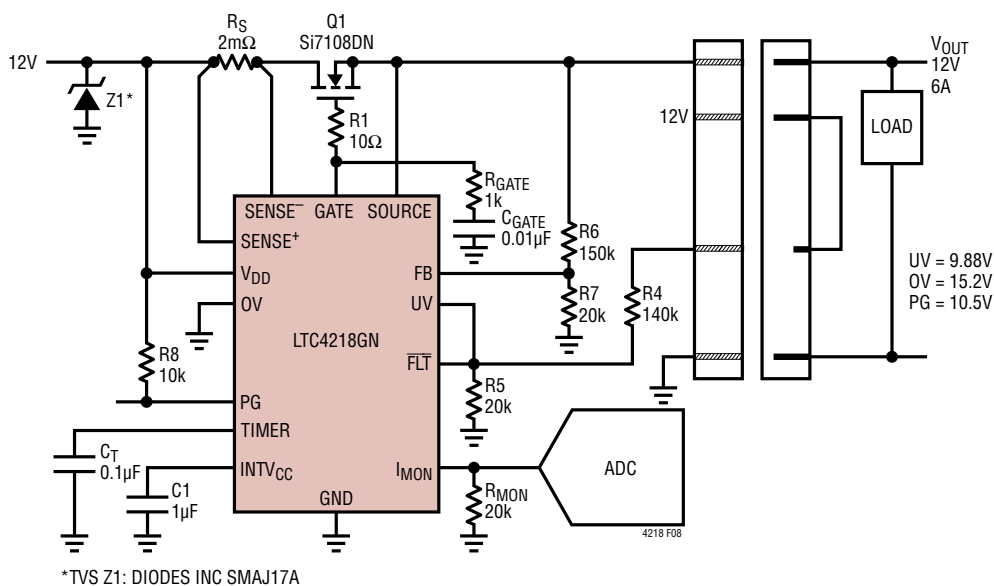 12V
Z1*
RS
2mΩ
Q1
Si7108DN
R1
10Ω
RGATE
1k
CGATE
0.01µF
SENSE– GATE SOURCE
SENSE+
VDD
OV
FB
UV
LTC4218GN
FLT
PG
TIMER
INTVCC
IMON
GND
R8
10k
CT
0.1µF
C1
1µF
R6
150k
R7
20k
R4
140k
R5
20k
RMON
20k
ADC
12V
VOUT
12V
6A
LOAD
UV = 9.88V
OV = 15.2V
PG = 10.5V
4218 F08
*TVS Z1: DIODES INC SMAJ17A